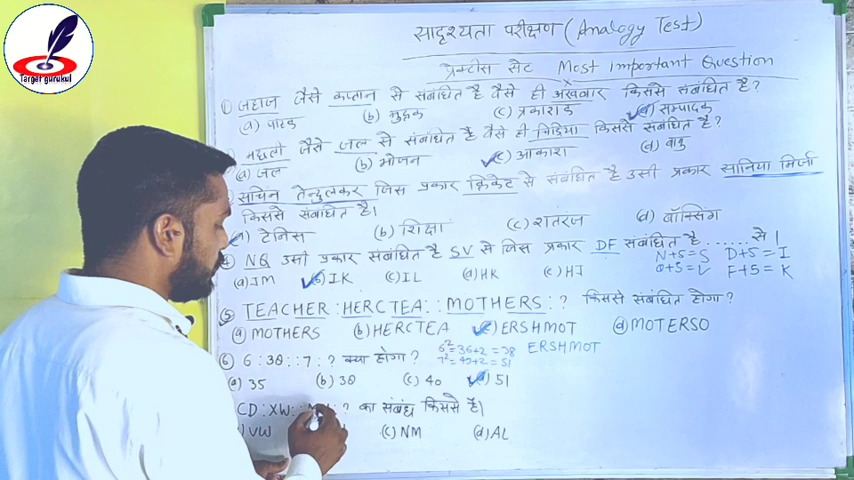 Target gurukul
सादृश्यता परीक्षण (Analogy Test)
प्रेक्टीस सेट Most Important Question
① जहाज जैसे कप्तान से संबंधित है वैसे ही अखबार किससे संबंधित है?
(a) पाठक (b) मुद्रक (c) प्रकाशक (d) सम्पादक
मछली जैसे जल से संबंधित है वैसे ही चिडिया किससे संबंधित है?
(a) जल (b) भोजन (c) आकाश (d) वायु
सचिन तेन्दुलकर जिस प्रकार क्रिकेट से संबंधित है उसी प्रकार सानिया मिर्जा
किससे संबंधित है।
(a) टेनिस (b) शिक्षा (c) शतरंज (d) बॉक्सिंग
NQ उसी प्रकार संबंधित है SV से जिस प्रकार DF संबंधित है ...... से।
N+5=S D+5=I
Q+5=V F+5=K
(a) JM (b) IK (c) IL (d) HK (c) HJ
⑤ TEACHER : HERCTEA :: MOTHERS : ? किससे संबंधित होगा?
(a) MOTHERS (b) HERCTEA (c) ERSHMOT (d) MOTERSO
⑥ 6 : 38 :: 7 : ? क्या होगा? 6²=36+2=38 ERSHMOT
7²=49+2=51
(a) 35 (b) 38 (c) 40 (d) 51
CD : XW :: : ? का संबंध किससे है।
VW (c) NM (d) AL